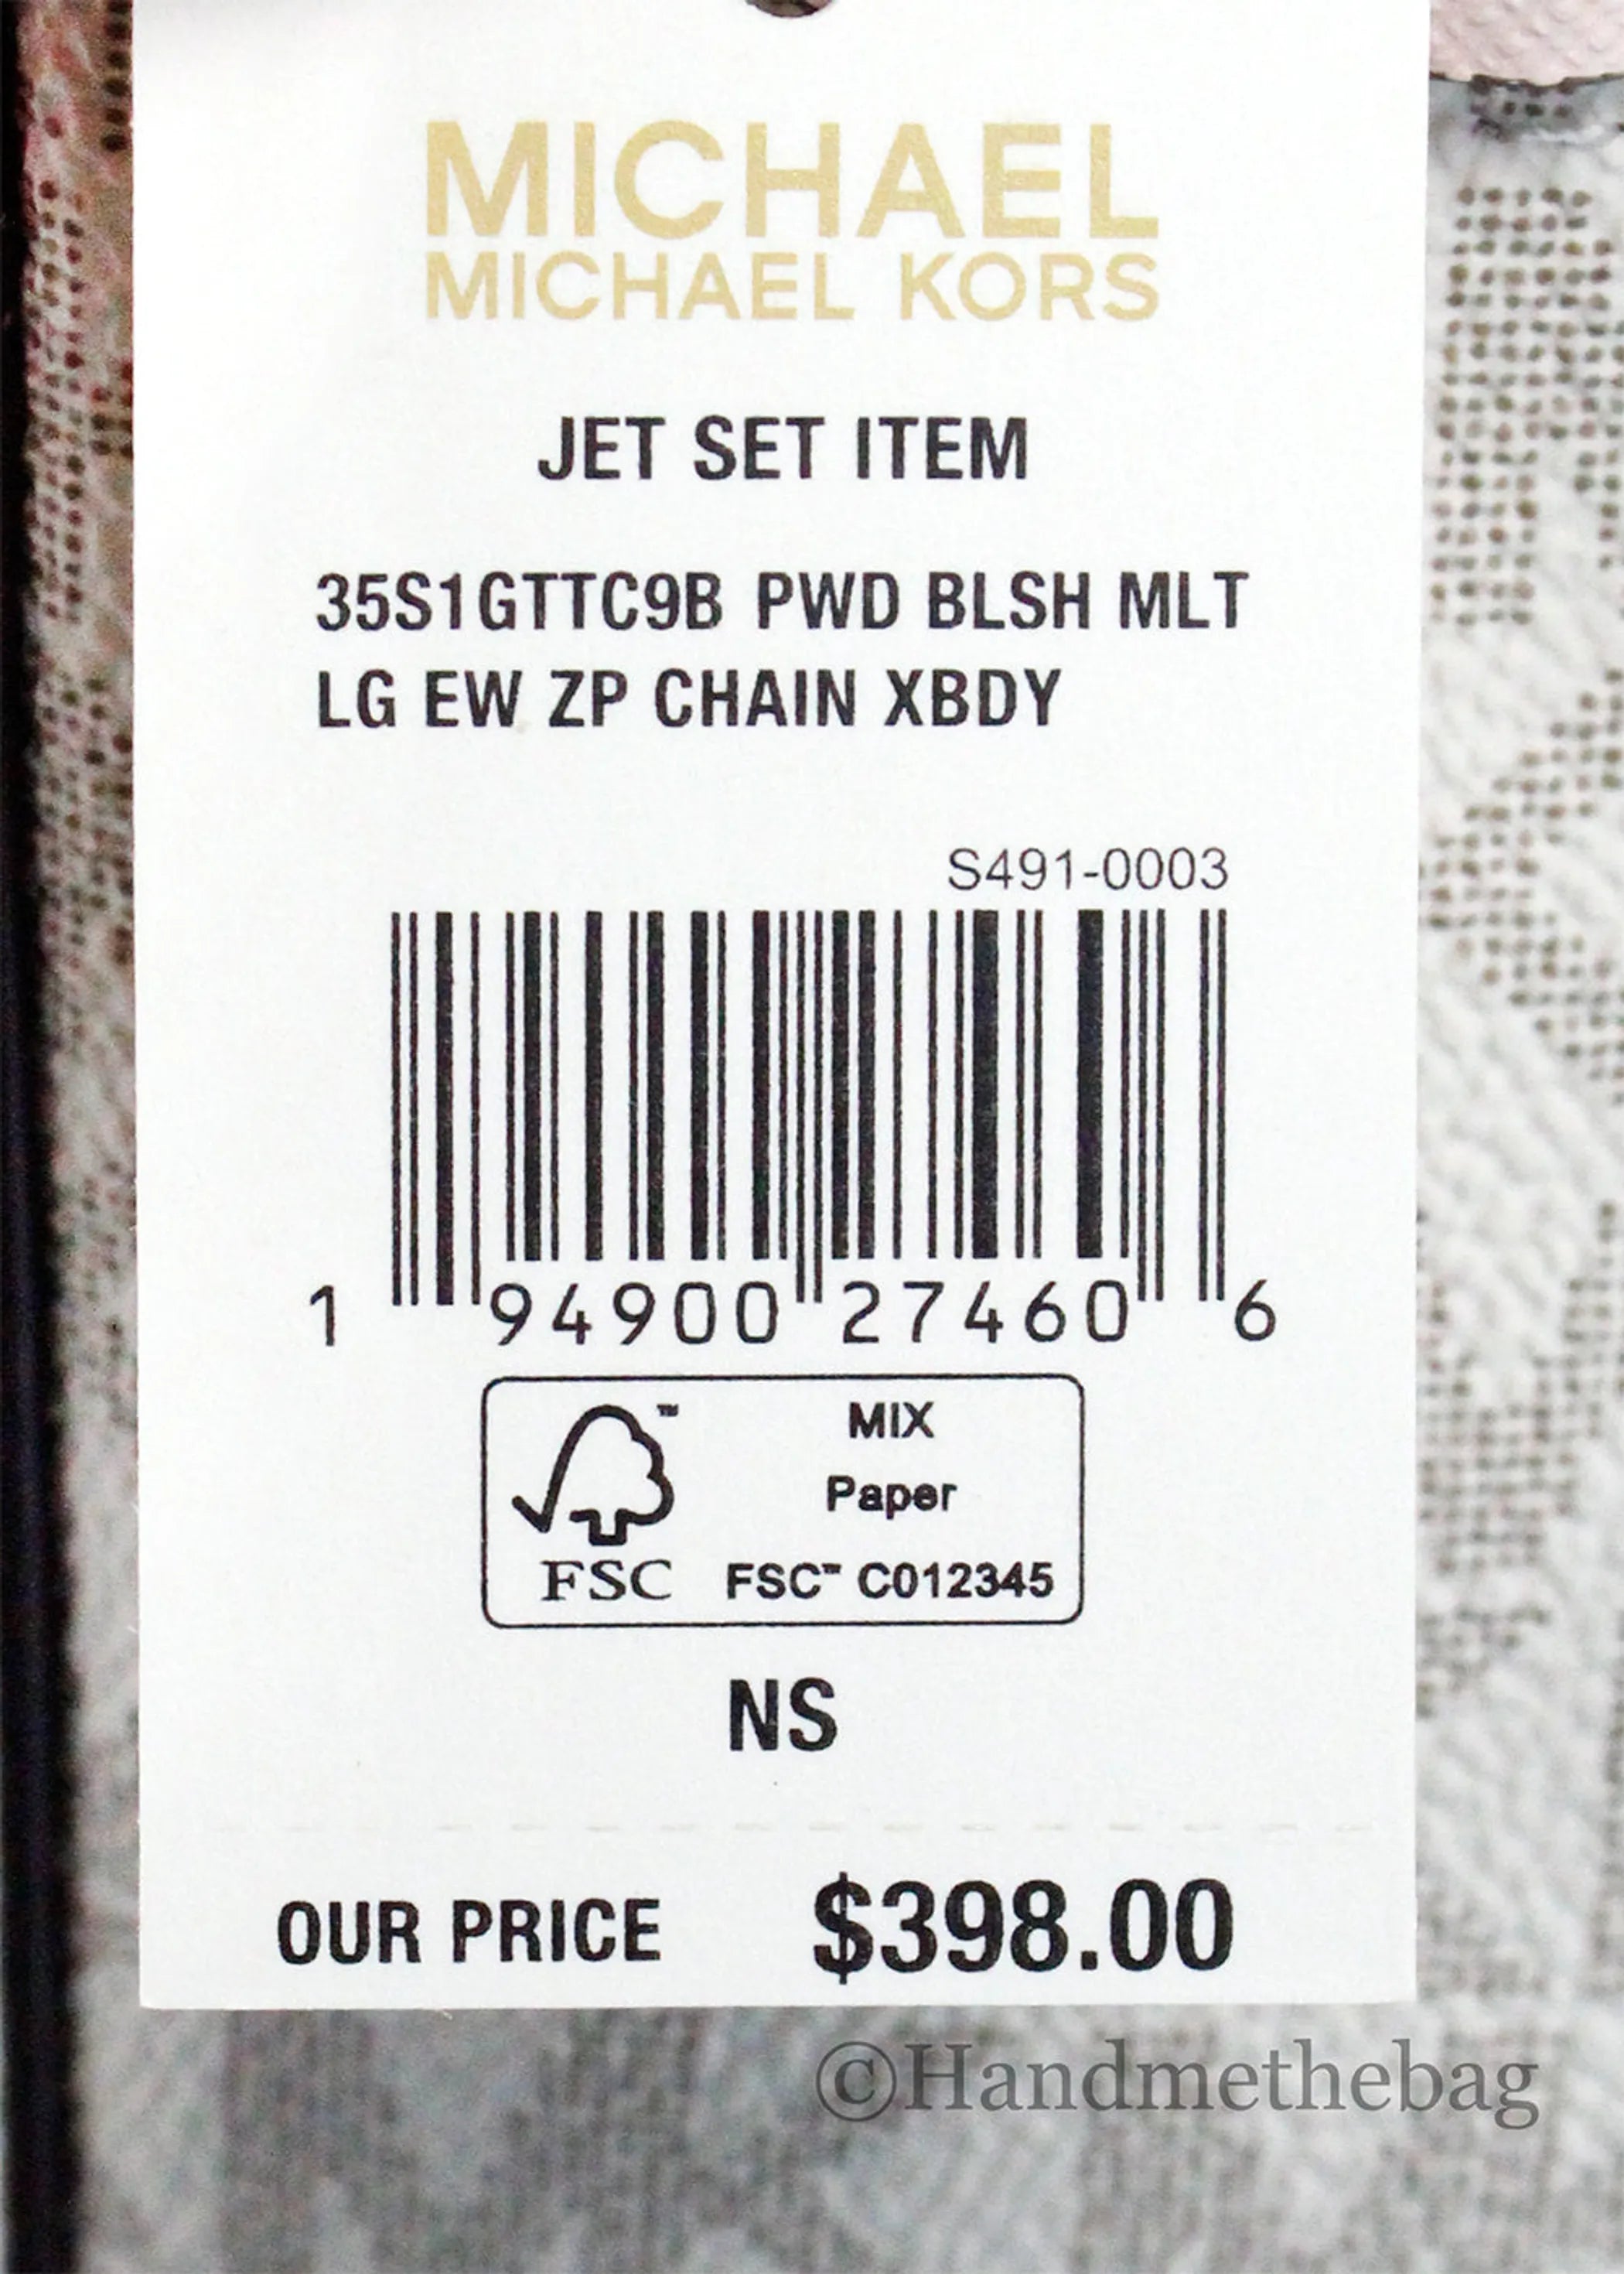 MICHAEL
MICHAEL KORS
JET SET ITEM
35S1GTTC9B PWD BLSH MLT
LG EW ZP CHAIN XBDY
S491-0003
1 94900 27460 6
MIX
Paper
FSC FSC™ C012345
NS
OUR PRICE $398.00
©Handmethebag